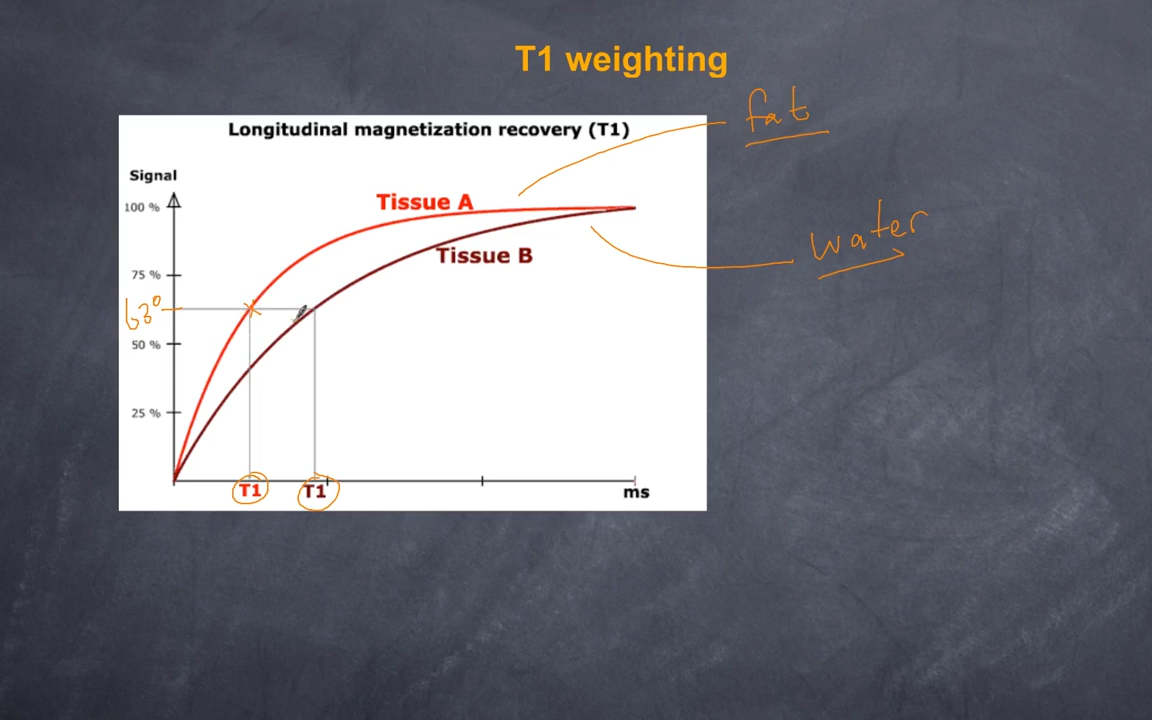 T1 weighting
fat
Longitudinal magnetization recovery (T1)
Signal
100 %
Tissue A
water
Tissue B
75 %
63°
50 %
25 %
T1
T1
ms